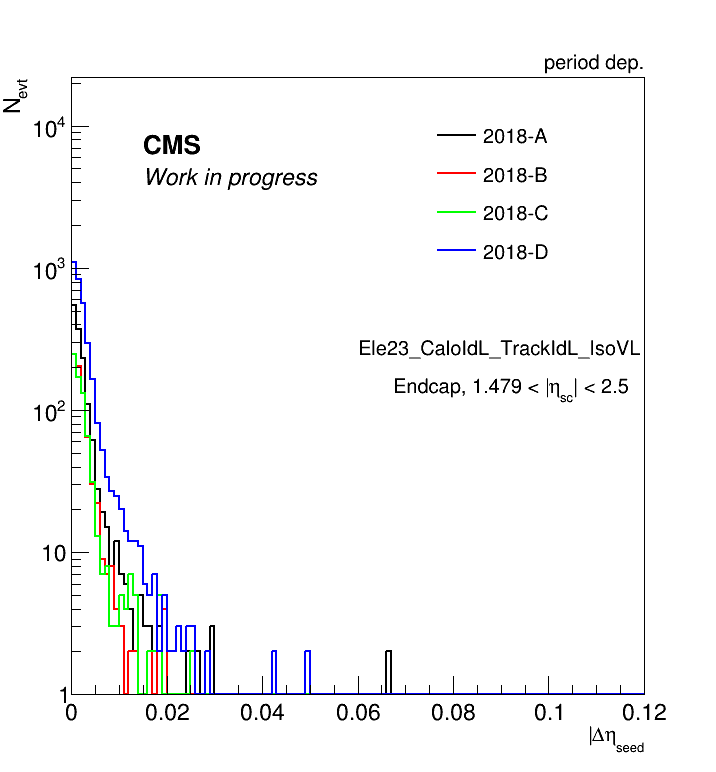 period dep.
N_evt
CMS
Work in progress
2018-A
2018-B
2018-C
2018-D
Ele23_CaloIdL_TrackIdL_IsoVL
Endcap, 1.479 < |η_sc| < 2.5
10^4
10^3
10^2
10
1
0 0.02 0.04 0.06 0.08 0.1 0.12
|Δη_seed